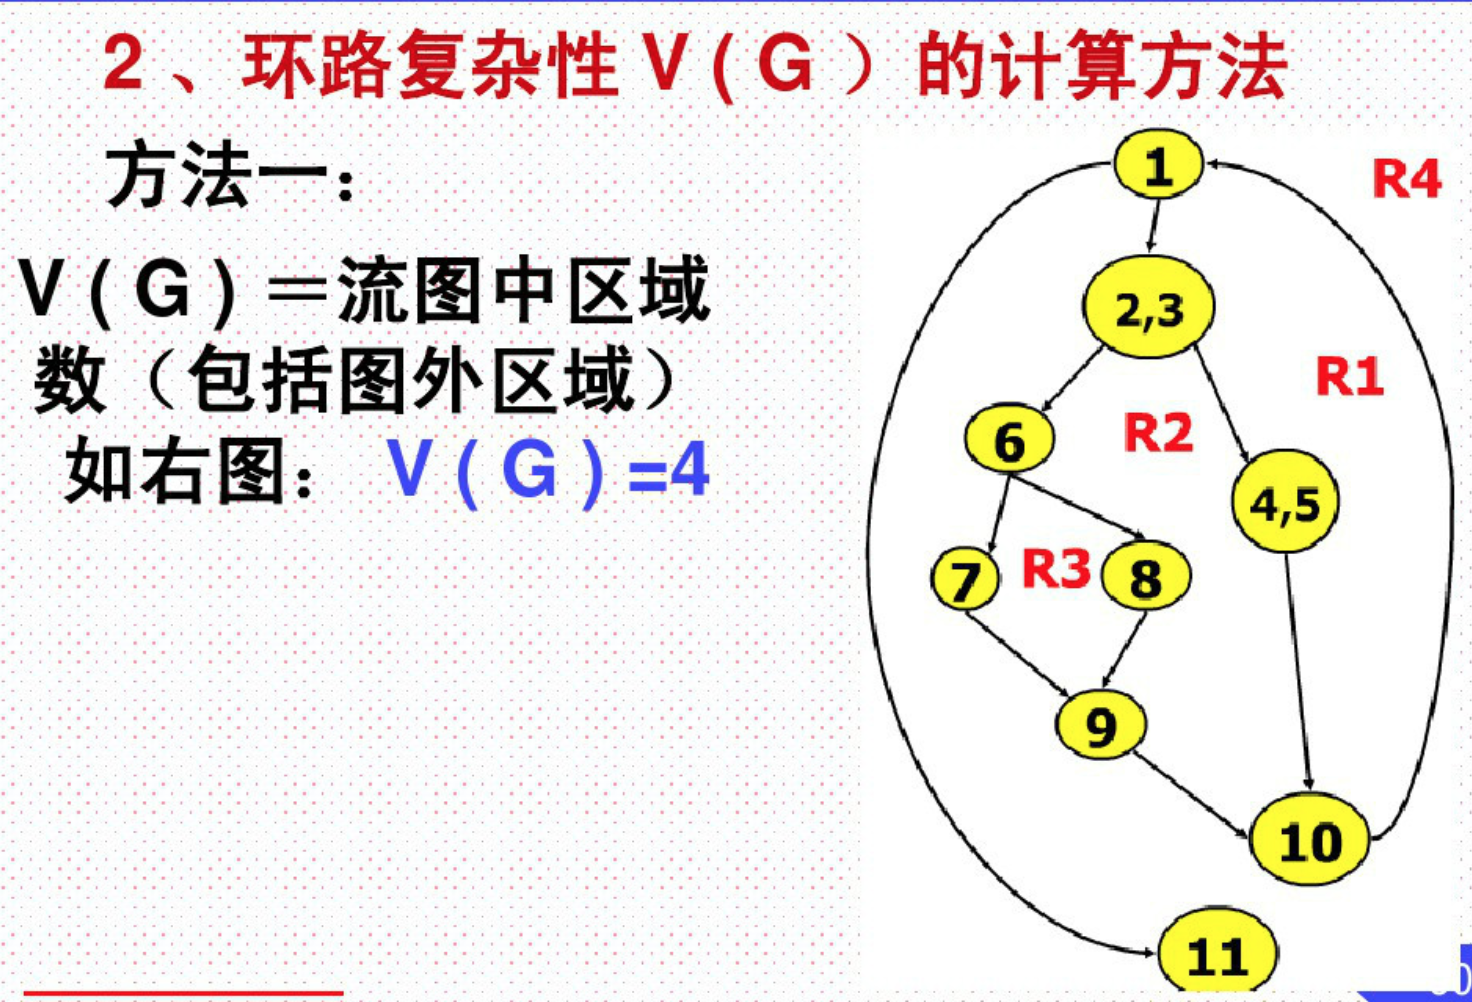 2、环路复杂性V(G）的计算方法
方法一：
V(G)＝流图中区域
数（包括图外区域）
如右图： V(G)=4
1
R4
2,3
R1
6
R2
4,5
7
R3
8
9
10
11